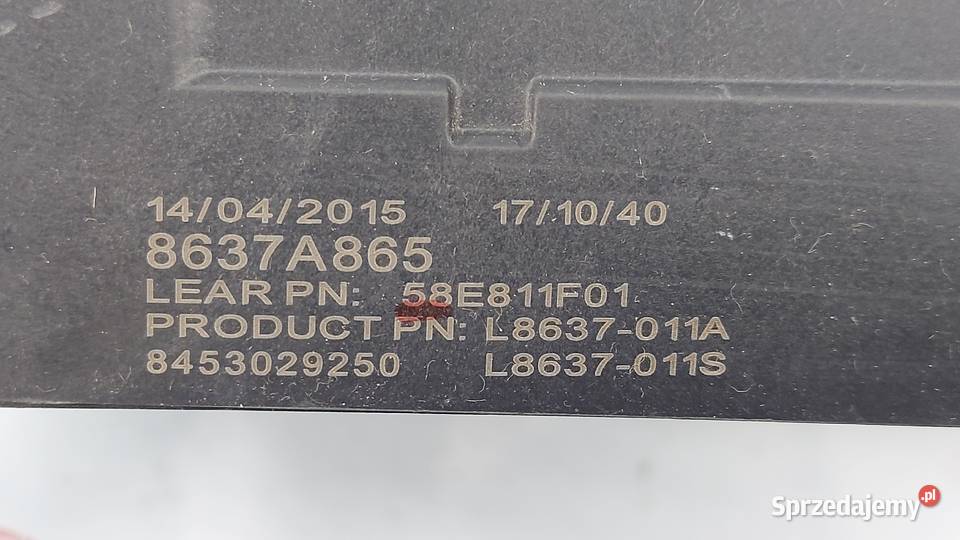 14/04/2015 17/10/40
8637A865
LEAR PN: 58E811F01
PRODUCT PN: L8637-011A
8453029250 L8637-011S
Sprzedajemy.pl